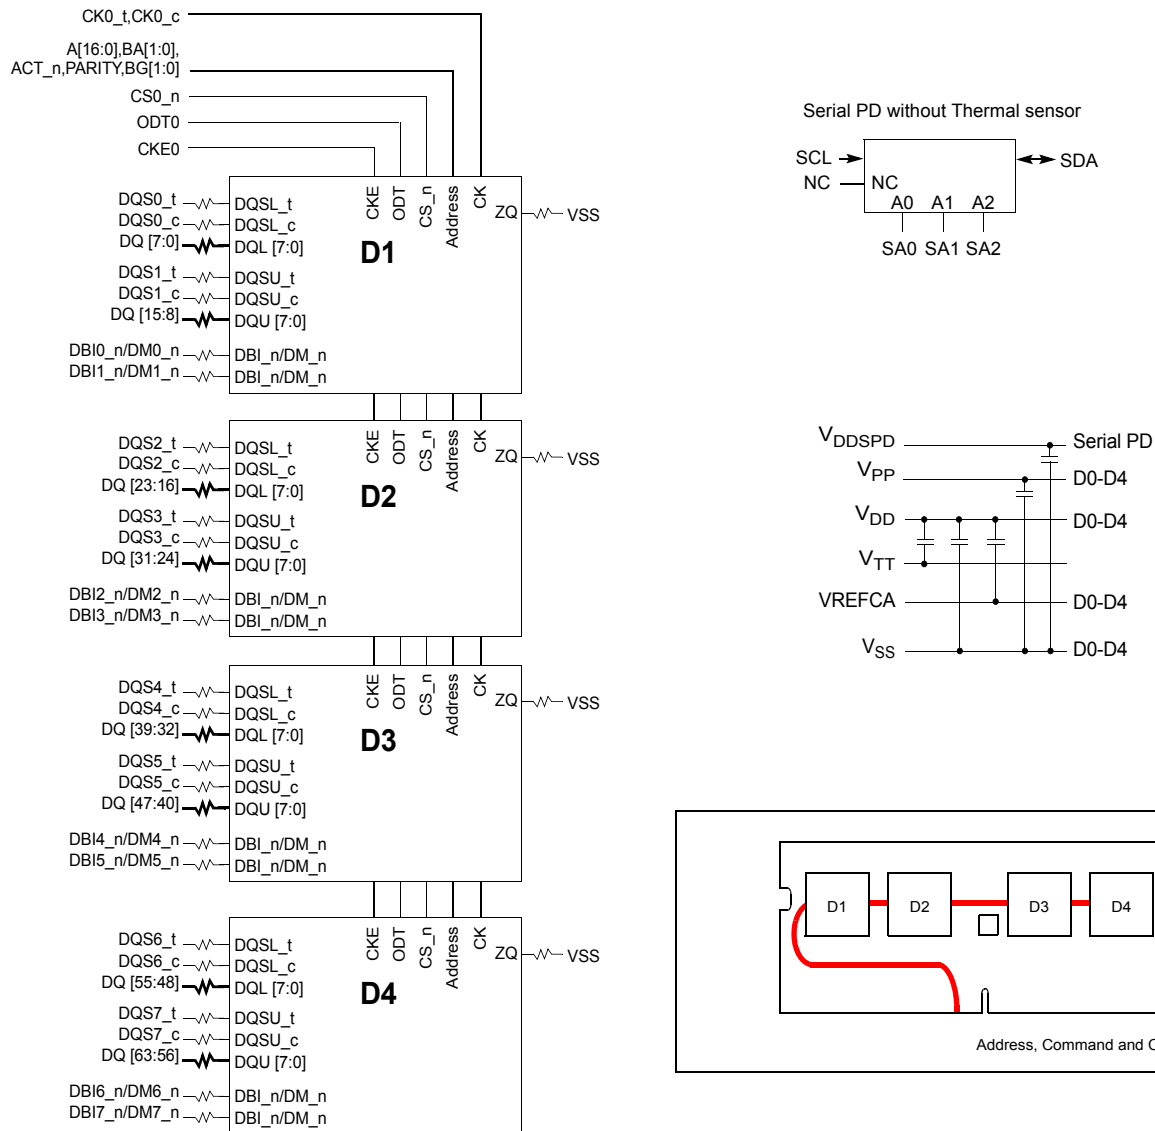 CK0_t,CK0_c
A[16:0],BA[1:0],
ACT_n,PARITY,BG[1:0]
CS0_n
ODT0
CKE0
DQS0_t
DQS0_c
DQ [7:0]
DQS1_t
DQS1_c
DQ [15:8]
DBI0_n/DM0_n
DBI1_n/DM1_n
DQSL_t
DQSL_c
DQL [7:0]
DQSU_t
DQSU_c
DQU [7:0]
DBI_n/DM_n
DBI_n/DM_n
CKE
ODT
CS_n
Address
CK
ZQ
VSS
D1
DQS2_t
DQS2_c
DQ [23:16]
DQS3_t
DQS3_c
DQ [31:24]
DBI2_n/DM2_n
DBI3_n/DM3_n
DQSL_t
DQSL_c
DQL [7:0]
DQSU_t
DQSU_c
DQU [7:0]
DBI_n/DM_n
DBI_n/DM_n
CKE
ODT
CS_n
Address
CK
ZQ
VSS
D2
DQS4_t
DQS4_c
DQ [39:32]
DQS5_t
DQS5_c
DQ [47:40]
DBI4_n/DM4_n
DBI5_n/DM5_n
DQSL_t
DQSL_c
DQL [7:0]
DQSU_t
DQSU_c
DQU [7:0]
DBI_n/DM_n
DBI_n/DM_n
CKE
ODT
CS_n
Address
CK
ZQ
VSS
D3
DQS6_t
DQS6_c
DQ [55:48]
DQS7_t
DQS7_c
DQ [63:56]
DBI6_n/DM6_n
DBI7_n/DM7_n
DQSL_t
DQSL_c
DQL [7:0]
DQSU_t
DQSU_c
DQU [7:0]
DBI_n/DM_n
DBI_n/DM_n
CKE
ODT
CS_n
Address
CK
ZQ
VSS
D4
Serial PD without Thermal sensor
SCL
SDA
NC
NC
A0 A1 A2
SA0 SA1 SA2
VDDSPD
Serial PD
VPP
D0-D4
VDD
D0-D4
VTT
VREFCA
D0-D4
VSS
D0-D4
D1
D2
D3
D4
Address, Command and